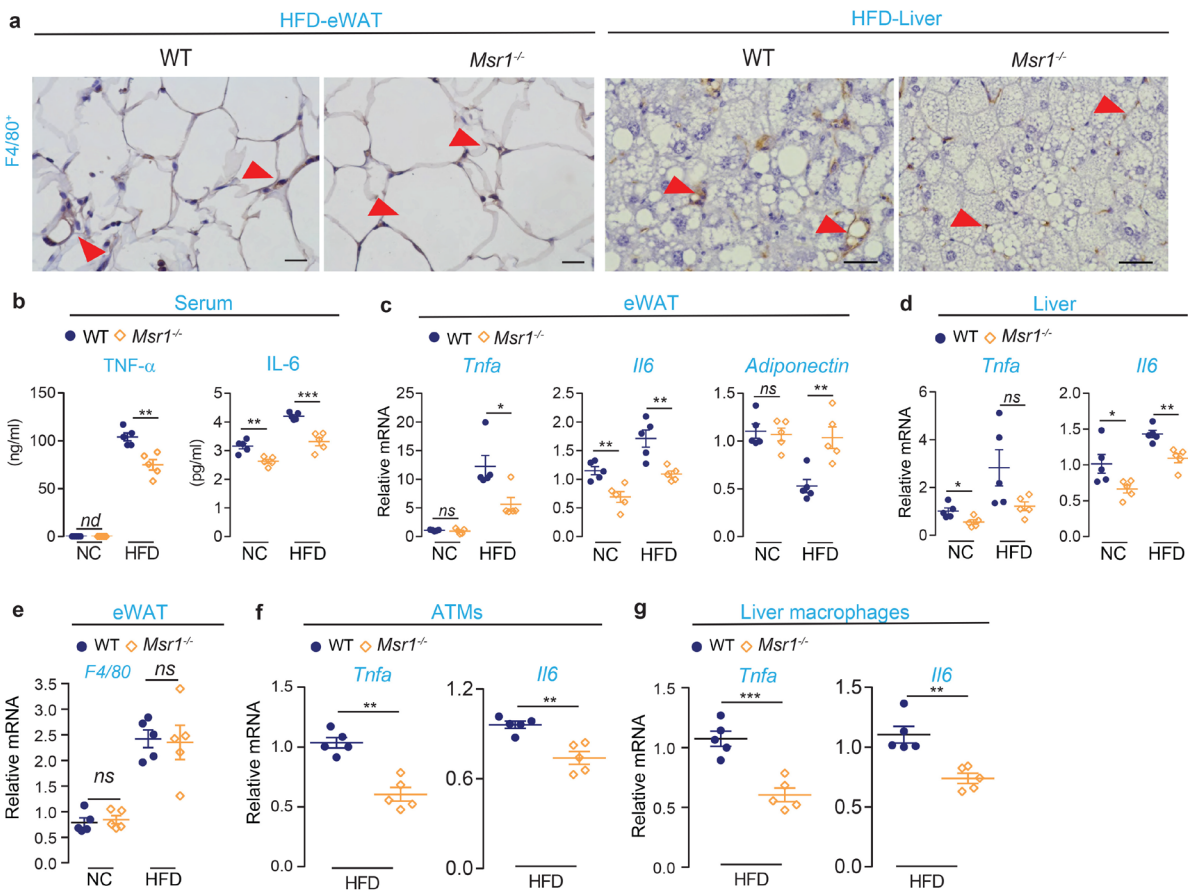 a
HFD-eWAT
HFD-Liver
WT
Msr1-/-
WT
Msr1-/-
F4/80+
b
Serum
WT Msr1-/-
TNF-α
IL-6
(ng/ml)
150
100
50
0
nd
**
NC HFD
(pg/ml)
5
4
3
2
1
0
**
***
NC HFD
c
eWAT
WT Msr1-/-
Tnfa
Il6
Adiponectin
Relative mRNA
25
20
15
10
5
0
ns
*
NC HFD
2.5
2.0
1.5
1.0
0.5
0.0
**
**
NC HFD
1.5
1.0
0.5
0.0
ns
**
NC HFD
d
Liver
WT Msr1-/-
Tnfa
Il6
Relative mRNA
6
4
2
0
*
ns
NC HFD
2.0
1.5
1.0
0.5
0.0
*
**
NC HFD
e
eWAT
WT Msr1-/-
F4/80
Relative mRNA
3.5
3.0
2.5
2.0
1.5
1.0
0.5
0.0
ns
ns
NC HFD
f
ATMs
WT Msr1-/-
Tnfa
Il6
Relative mRNA
1.5
1.0
0.5
0.0
**
HFD
1.2
0.6
0.0
**
HFD
g
Liver macrophages
WT Msr1-/-
Tnfa
Il6
Relative mRNA
1.5
1.0
0.5
0.0
***
HFD
1.5
1.0
0.5
0.0
**
HFD